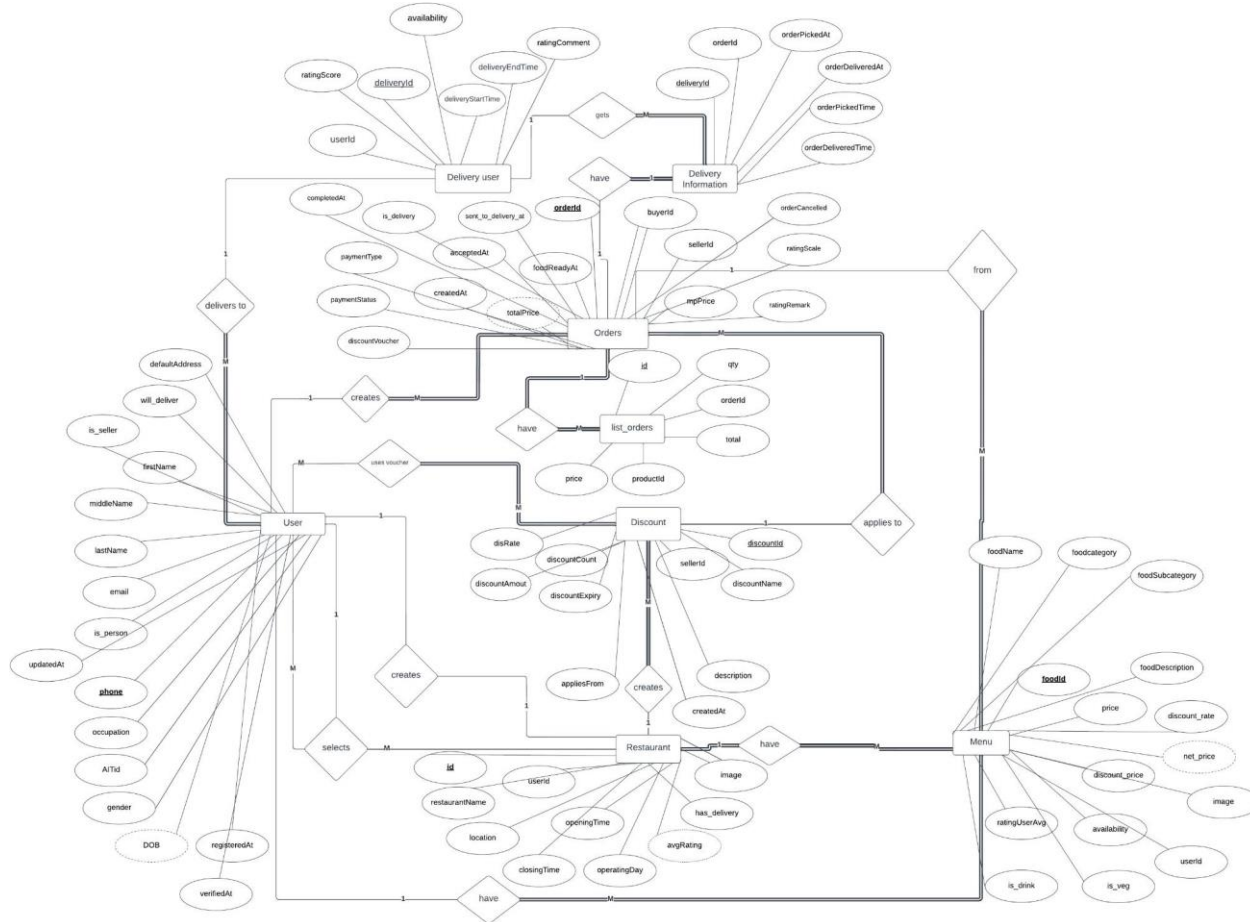 availability
ratingComment
ratingScore
deliveryId
deliveryEndTime
deliveryStartTime
userId
Delivery user
1
gets
M
orderId
orderPickedAt
deliveryId
orderDeliveredAt
orderPickedTime
orderDeliveredTime
Delivery Information
have
1
1
completedAt
is_delivery
sent_to_delivery_at
orderId
buyerId
orderCancelled
acceptedAt
sellerId
ratingScale
paymentType
foodReadyAt
createdAt
mpPrice
ratingRemark
paymentStatus
totalPrice
discountVoucher
Orders
1
from
M
1
delivers to
M
M
1
creates
M
1
have
M
id
qty
orderId
total
list_orders
price
productId
defaultAddress
will_deliver
is_seller
firstName
middleName
lastName
email
is_person
updatedAt
phone
occupation
AITid
gender
DOB
registeredAt
verifiedAt
User
M
uses voucher
M
Discount
1
applies to
disRate
discountCount
discountAmout
discountExpiry
sellerId
discountId
discountName
appliesFrom
createdAt
description
M
creates
1
1
creates
1
1
M
selects
M
Restaurant
id
userId
restaurantName
location
openingTime
closingTime
operatingDay
avgRating
has_delivery
image
1
have
M
Menu
foodName
foodcategory
foodSubcategory
foodId
foodDescription
price
discount_rate
net_price
discount_price
image
ratingUserAvg
availability
userId
is_drink
is_veg
1
have
M